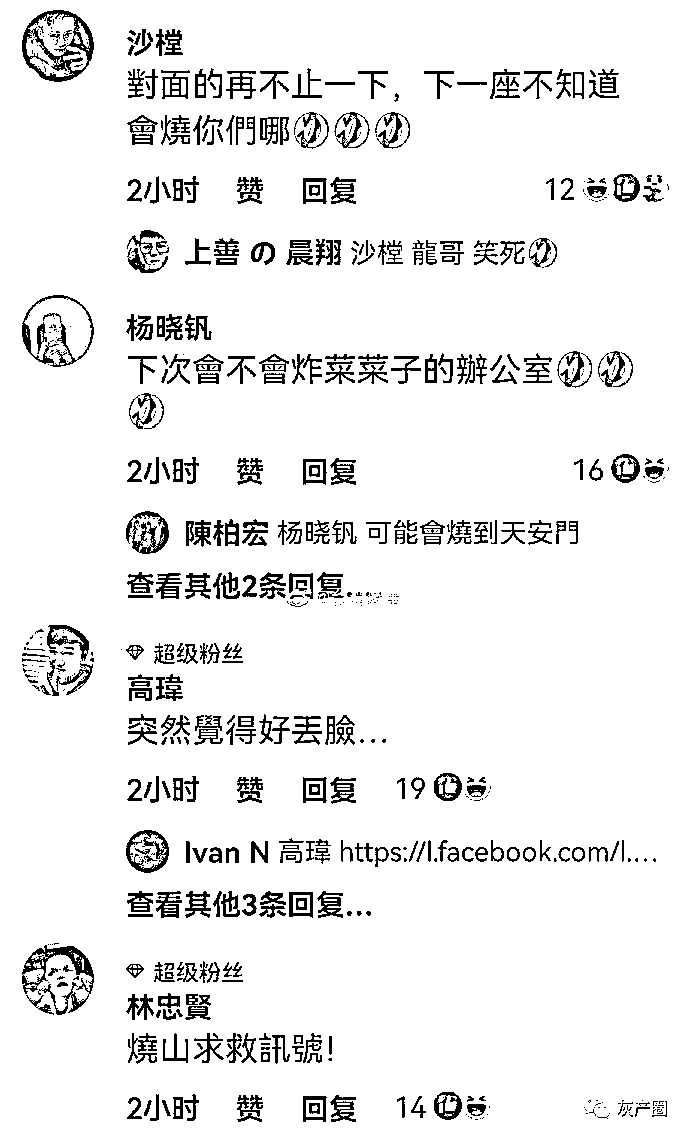 沙樘
對面的再不止一下，下一座不知道
會燒你們哪🤣🤣🤣
2小时 赞 回复 12
上善 の 晨翔 沙樘 龍哥 笑死🤣
杨晓钒
下次會不會炸菜菜子的辦公室🤣🤣
🤣
2小时 赞 回复 16
陳柏宏 杨晓钒 可能會燒到天安門
查看其他2条回复...
超级粉丝
高瑋
突然覺得好丟臉...
2小时 赞 回复 19
Ivan N 高瑋 https://l.facebook.com/l....
查看其他3条回复...
超级粉丝
林忠賢
燒山求救訊號!
2小时 赞 回复 14
灰产圈